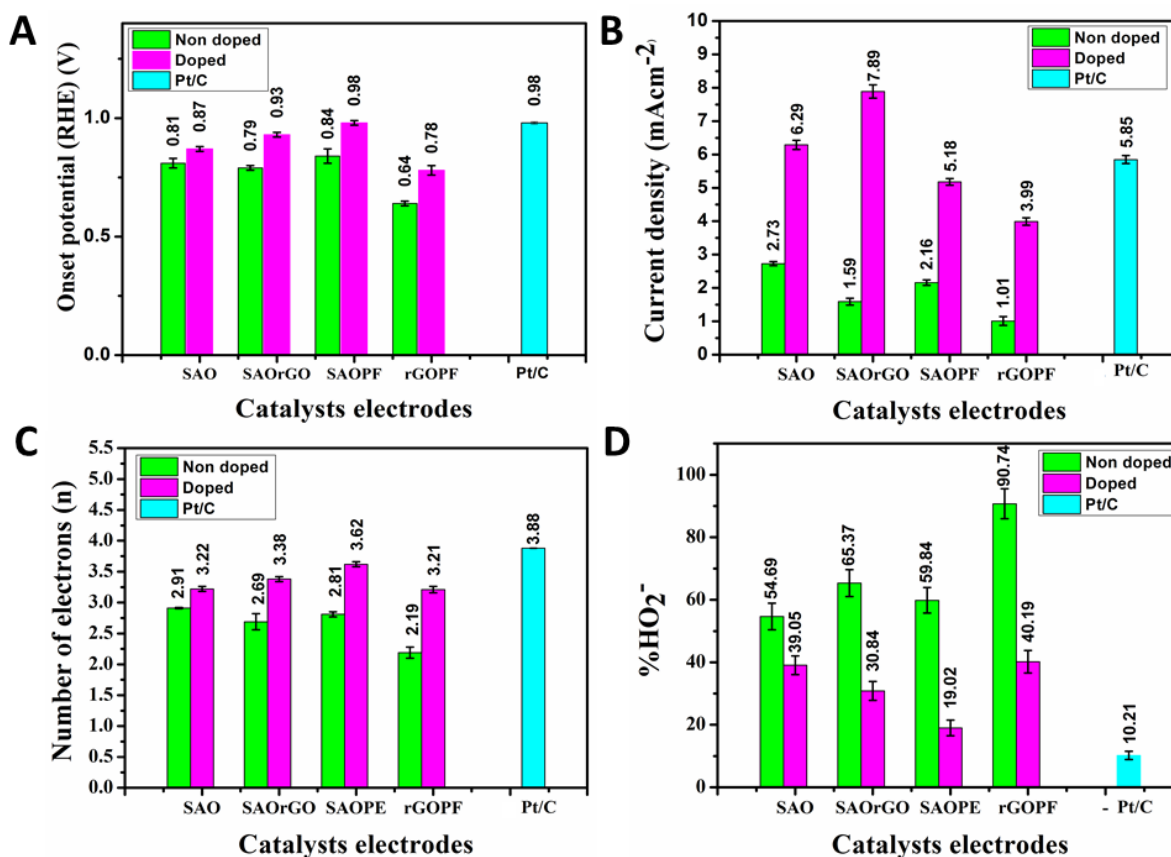 A
Non doped
Doped
Pt/C
Onset potential (RHE) (V)
1.0
0.5
0.0
0.81
0.87
0.79
0.93
0.84
0.98
0.64
0.78
0.98
SAO
SAOrGO
SAOPF
rGOPF
Pt/C
Catalysts electrodes
B
Non doped
Doped
Pt/C
Current density (mAcm-2)
10
9
8
7
6
5
4
3
2
1
0
2.73
6.29
1.59
7.89
2.16
5.18
1.01
3.99
5.85
SAO
SAOrGO
SAOPF
rGOPF
Pt/C
Catalysts electrodes
C
Non doped
Doped
Pt/C
Number of electrons (n)
5.5
5.0
4.5
4.0
3.5
3.0
2.5
2.0
1.5
1.0
0.5
0.0
2.91
3.22
2.69
3.38
2.81
3.62
2.19
3.21
3.88
SAO
SAOrGO
SAOPE
rGOPF
Pt/C
Catalysts electrodes
D
Non doped
Doped
Pt/C
%HO2-
100
80
60
40
20
0
54.69
39.05
65.37
30.84
59.84
19.02
90.74
40.19
10.21
SAO
SAOrGO
SAOPE
rGOPF
- Pt/C
Catalysts electrodes